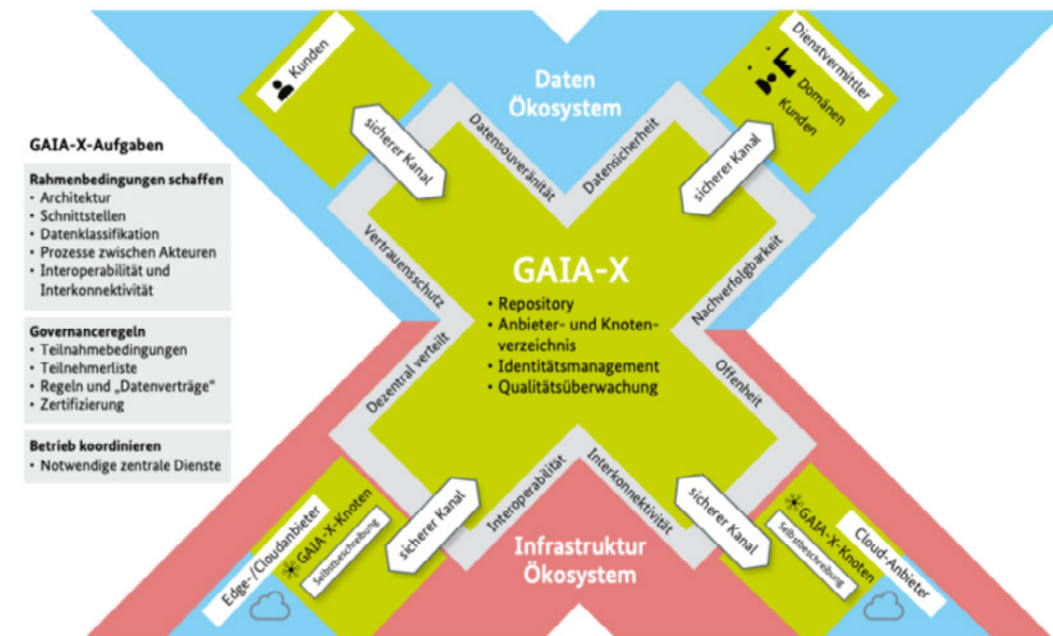 GAIA-X-Aufgaben
Rahmenbedingungen schaffen
• Architektur
• Schnittstellen
• Datenklassifikation
• Prozesse zwischen Akteuren
• Interoperabilität und
Interkonnektivität
Governanceregeln
• Teilnahmebedingungen
• Teilnehmerliste
• Regeln und „Datenverträge“
• Zertifizierung
Betrieb koordinieren
• Notwendige zentrale Dienste
Kunden
sicherer Kanal
Daten
Ökosystem
Dienstvermittler
Domänen
Kunden
sicherer Kanal
Datensouveränität
Datensicherheit
Vertrauensschutz
Nachverfolgbarkeit
GAIA-X
• Repository
• Anbieter- und Knoten-
verzeichnis
• Identitätsmanagement
• Qualitätsüberwachung
Dezentral verteilt
Offenheit
Interoperabilität
Interkonnektivität
Edge-/Cloudanbieter
GAIA-X-Knoten
Selbstbeschreibung
sicherer Kanal
Infrastruktur
Ökosystem
sicherer Kanal
GAIA-X-Knoten
Selbstbeschreibung
Cloud-Anbieter